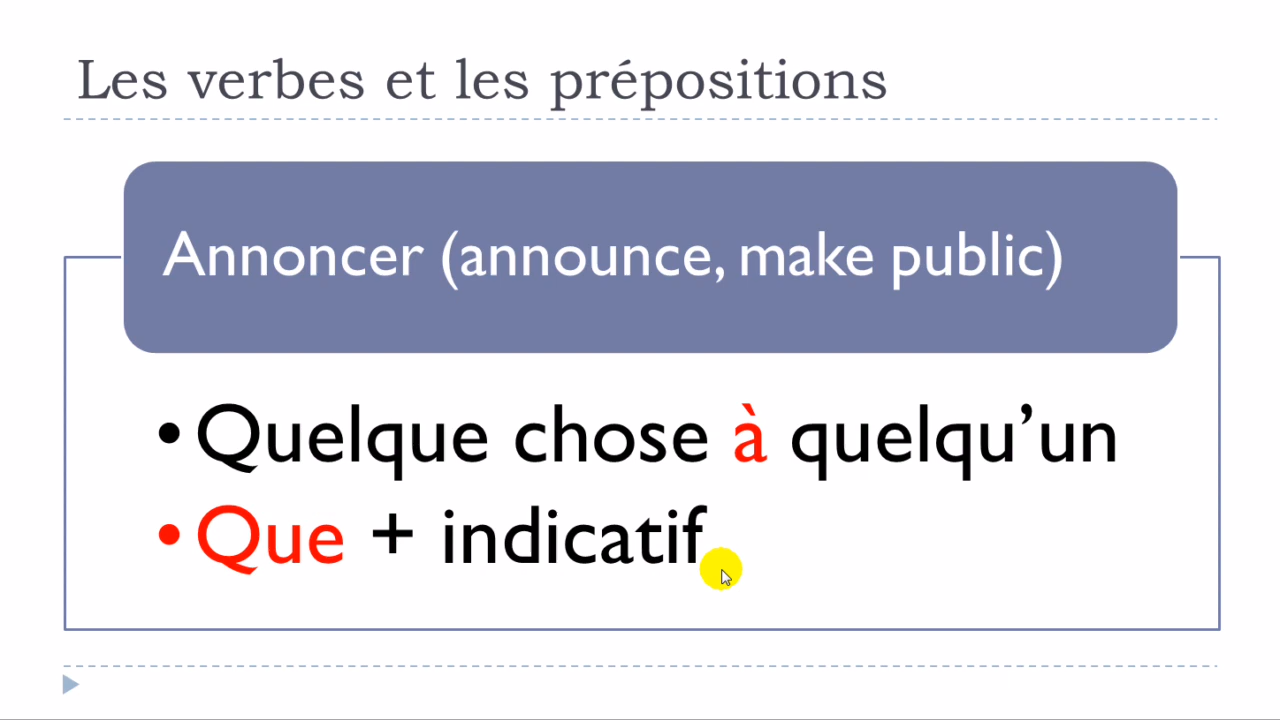 Les verbes et les prépositions
Annoncer (announce, make public)
• Quelque chose à quelqu’un
• Que + indicatif